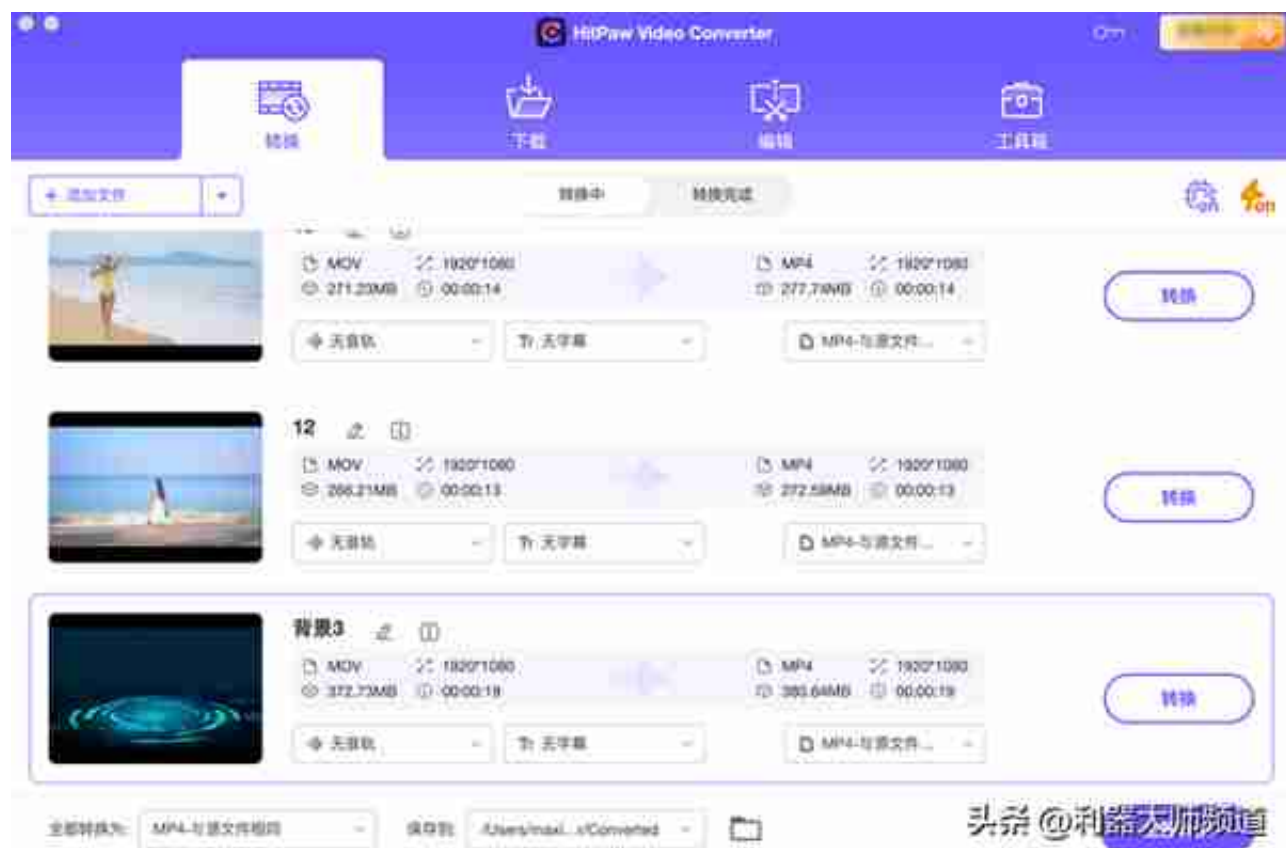 HitPaw Video Converter
转换
下载
编辑
工具箱
+ 添加文件
转换中
转换完成
on
on
MOV 1920*1080
271.23MB 00:00:14
MP4 1920*1080
277.74MB 00:00:14
转换
无音轨
无字幕
MP4-与源文件...
12
MOV 1920*1080
266.21MB 00:00:13
MP4 1920*1080
272.59MB 00:00:13
转换
无音轨
无字幕
MP4-与源文件...
背景3
MOV 1920*1080
372.73MB 00:00:19
MP4 1920*1080
380.64MB 00:00:19
转换
无音轨
无字幕
MP4-与源文件...
全部转换为: MP4-与源文件相同
保存到: /Users/maxi...r/Converted
头条 @利器大师频道